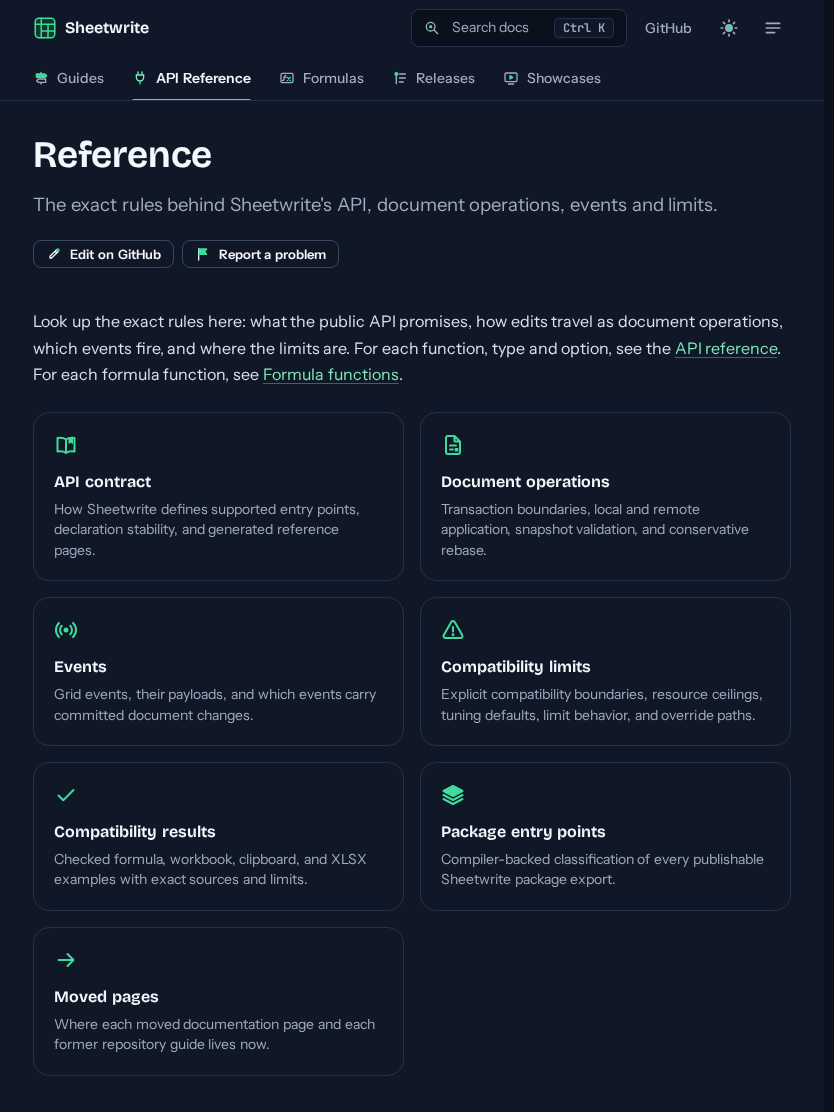 Sheetwrite
Search docs
Ctrl K
GitHub
Guides
API Reference
Formulas
Releases
Showcases
Reference
The exact rules behind Sheetwrite's API, document operations, events and limits.
Edit on GitHub
Report a problem
Look up the exact rules here: what the public API promises, how edits travel as document operations,
which events fire, and where the limits are. For each function, type and option, see the API reference.
For each formula function, see Formula functions.
API contract
How Sheetwrite defines supported entry points,
declaration stability, and generated reference
pages.
Document operations
Transaction boundaries, local and remote
application, snapshot validation, and conservative
rebase.
Events
Grid events, their payloads, and which events carry
committed document changes.
Compatibility limits
Explicit compatibility boundaries, resource ceilings,
tuning defaults, limit behavior, and override paths.
Compatibility results
Checked formula, workbook, clipboard, and XLSX
examples with exact sources and limits.
Package entry points
Compiler-backed classification of every publishable
Sheetwrite package export.
Moved pages
Where each moved documentation page and each
former repository guide lives now.